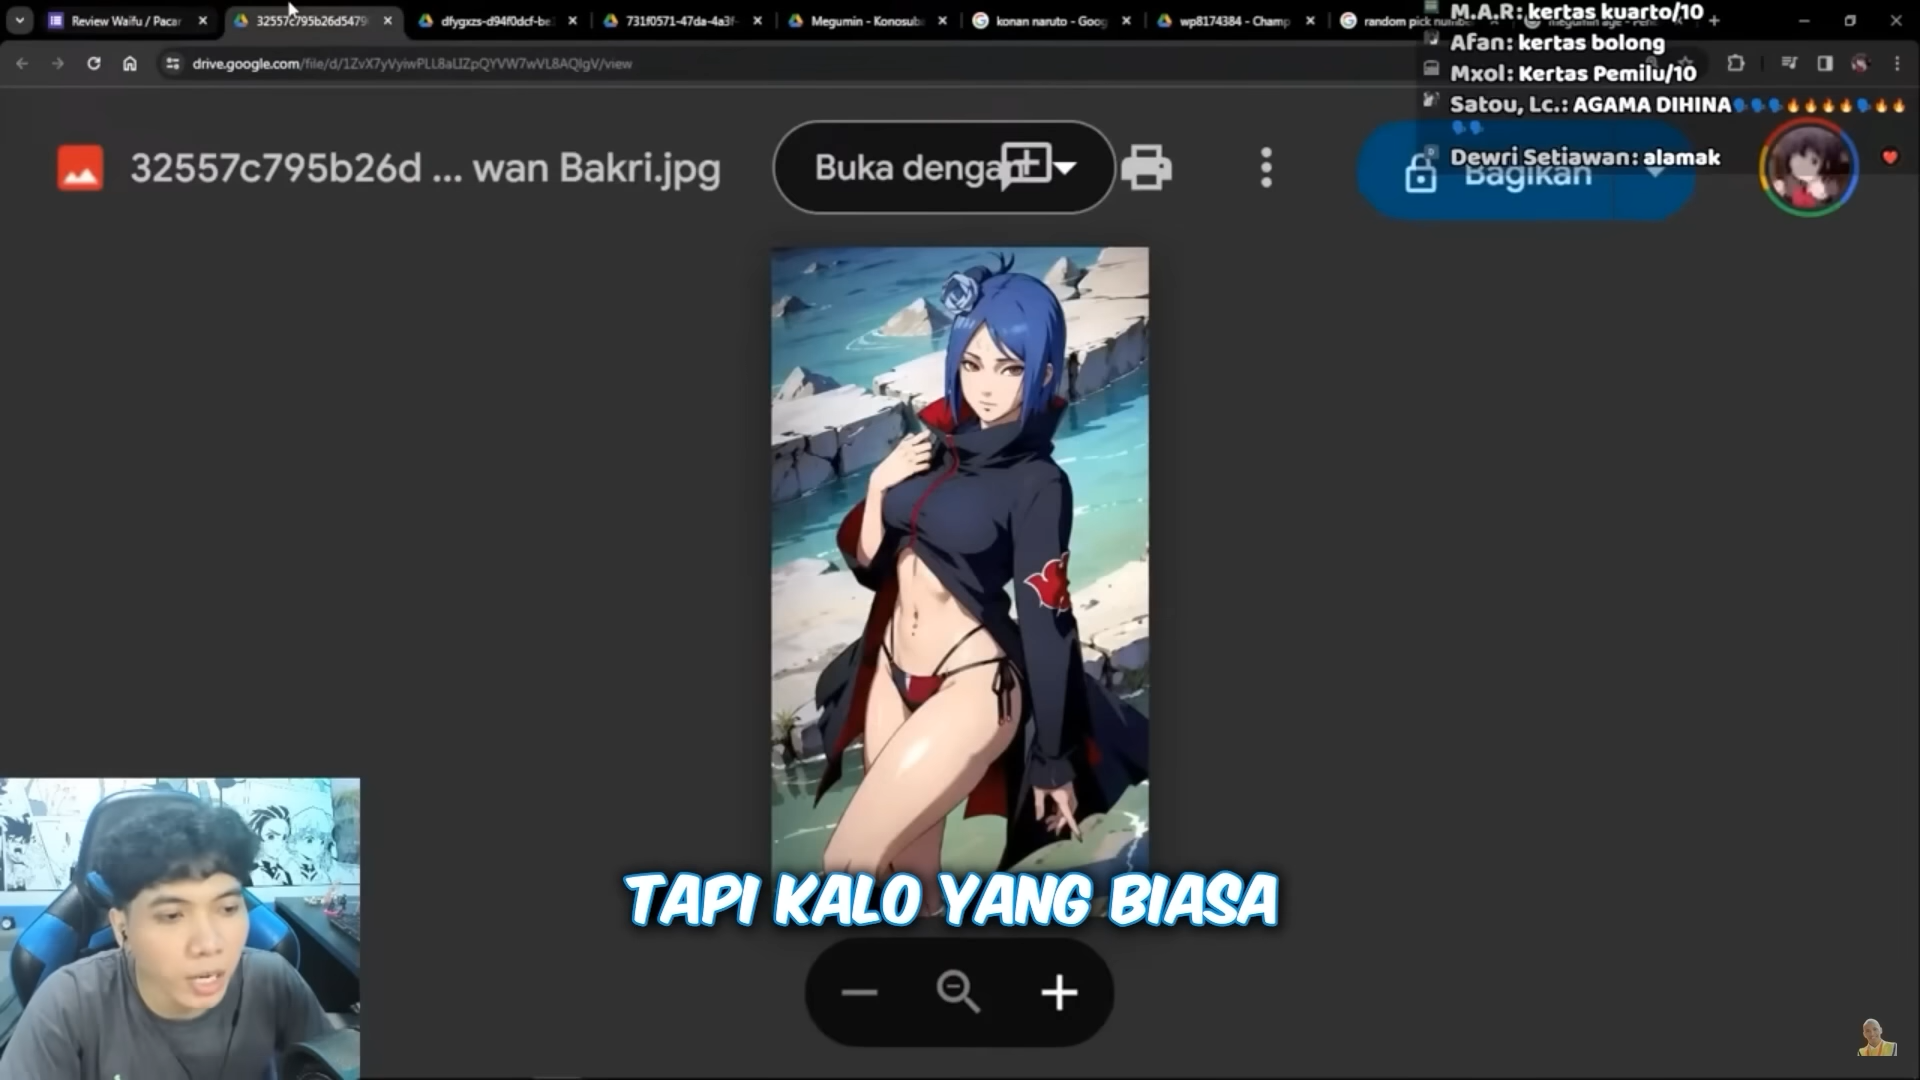 Review Waifu / Pacar
32557c795b26d5479
dfygxzs-d94f0dcf-be
731f0571-47da-4a3f-
Megumin - Konosub
konan naruto - Goog
wp8174384 - Champ
random pick numb
drive.google.com/file/d/1ZvX7yVyiwPLL8aLIZpQYVW7wVL8AQlgV/view
M.A.R: kertas kuarto/10
Afan: kertas bolong
Mxol: Kertas Pemilu/10
Satou, Lc.: AGAMA DIHINA🗣️🗣️🗣️🔥🔥🔥🔥🗣️🔥🔥
🗣️🗣️
Dewri Setiawan: alamak
32557c795b26d ... wan Bakri.jpg
Buka dengan
Bagikan
TAPI KALO YANG BIASA